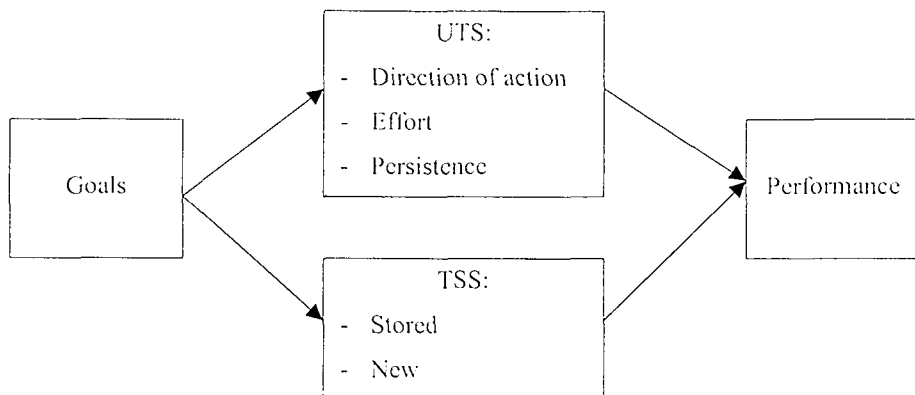 Goals
UTS:
- Direction of action
- Effort
- Persistence
TSS:
- Stored
- New
Performance